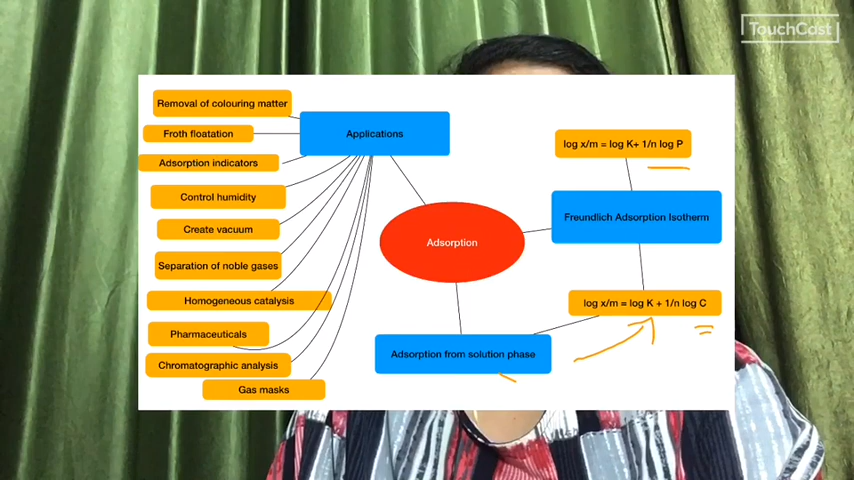 TouchCast
Removal of colouring matter
Froth floatation
Adsorption indicators
Control humidity
Create vacuum
Separation of noble gases
Homogeneous catalysis
Pharmaceuticals
Chromatographic analysis
Gas masks
Applications
Adsorption
log x/m = log K+ 1/n log P
Freundlich Adsorption Isotherm
log x/m = log K + 1/n log C
Adsorption from solution phase